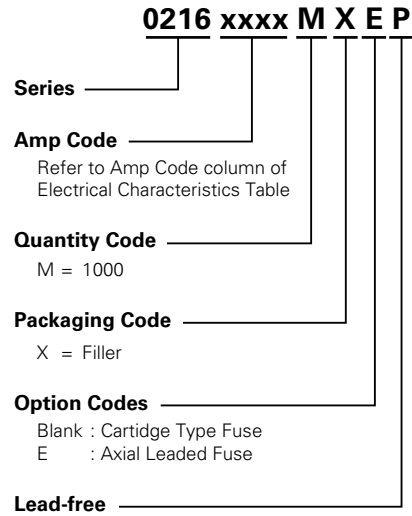 0216 xxxx M X E P
Series
Amp Code
Refer to Amp Code column of
Electrical Characteristics Table
Quantity Code
M = 1000
Packaging Code
X = Filler
Option Codes
Blank : Cartidge Type Fuse
E : Axial Leaded Fuse
Lead-free